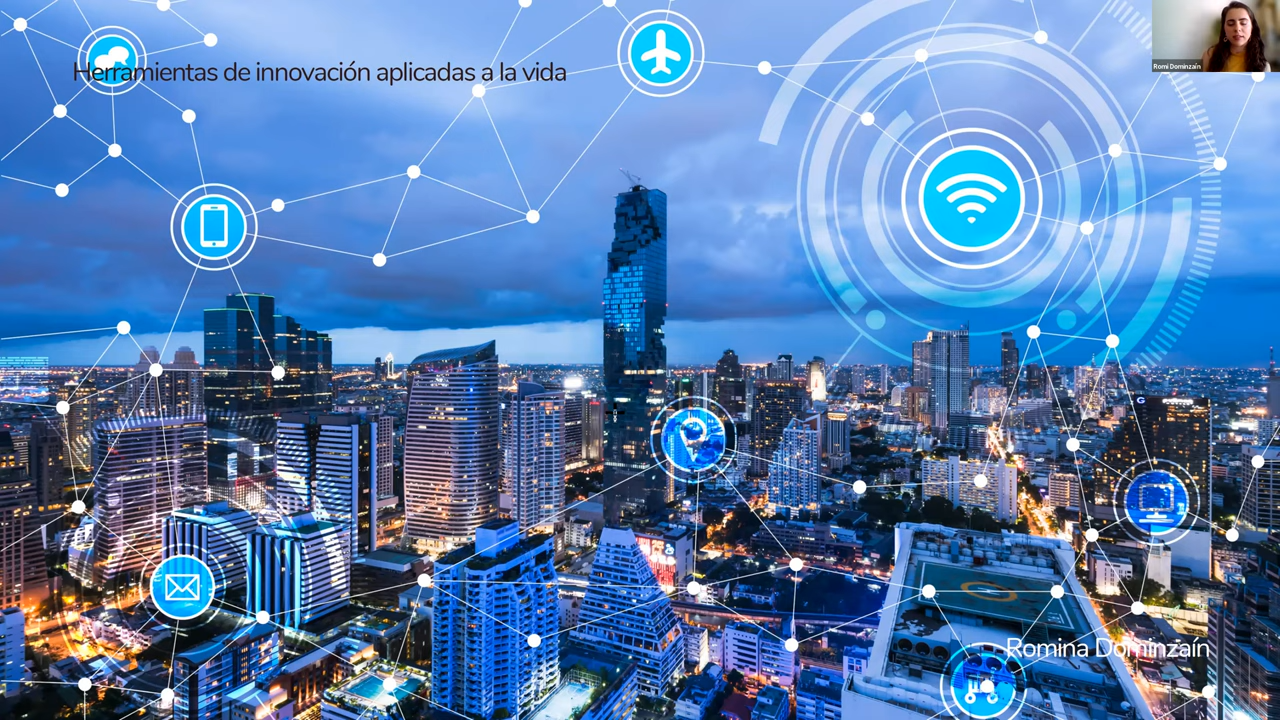 Herramientas de innovación aplicadas a la vida
Romi Dominzain
Romina Dominzain